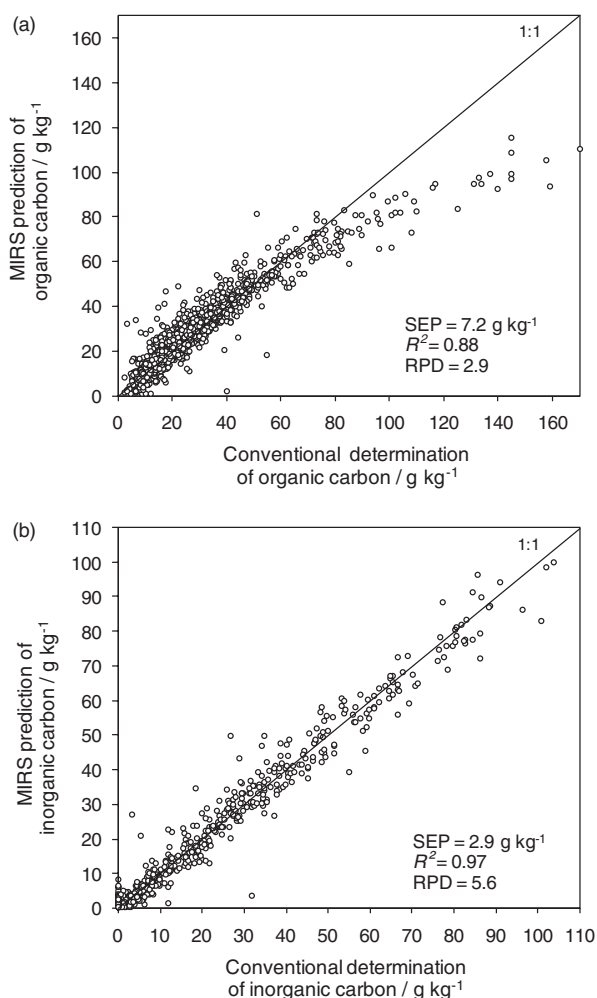 (a)
170
160
140
120
100
80
60
40
20
0
MIRS prediction of
organic carbon / g kg⁻¹
1:1
SEP = 7.2 g kg⁻¹
R² = 0.88
RPD = 2.9
0 20 40 60 80 100 120 140 160
Conventional determination
of organic carbon / g kg⁻¹
(b)
110
100
90
80
70
60
50
40
30
20
10
0
MIRS prediction of
inorganic carbon / g kg⁻¹
1:1
SEP = 2.9 g kg⁻¹
R² = 0.97
RPD = 5.6
0 10 20 30 40 50 60 70 80 90 100 110
Conventional determination
of inorganic carbon / g kg⁻¹